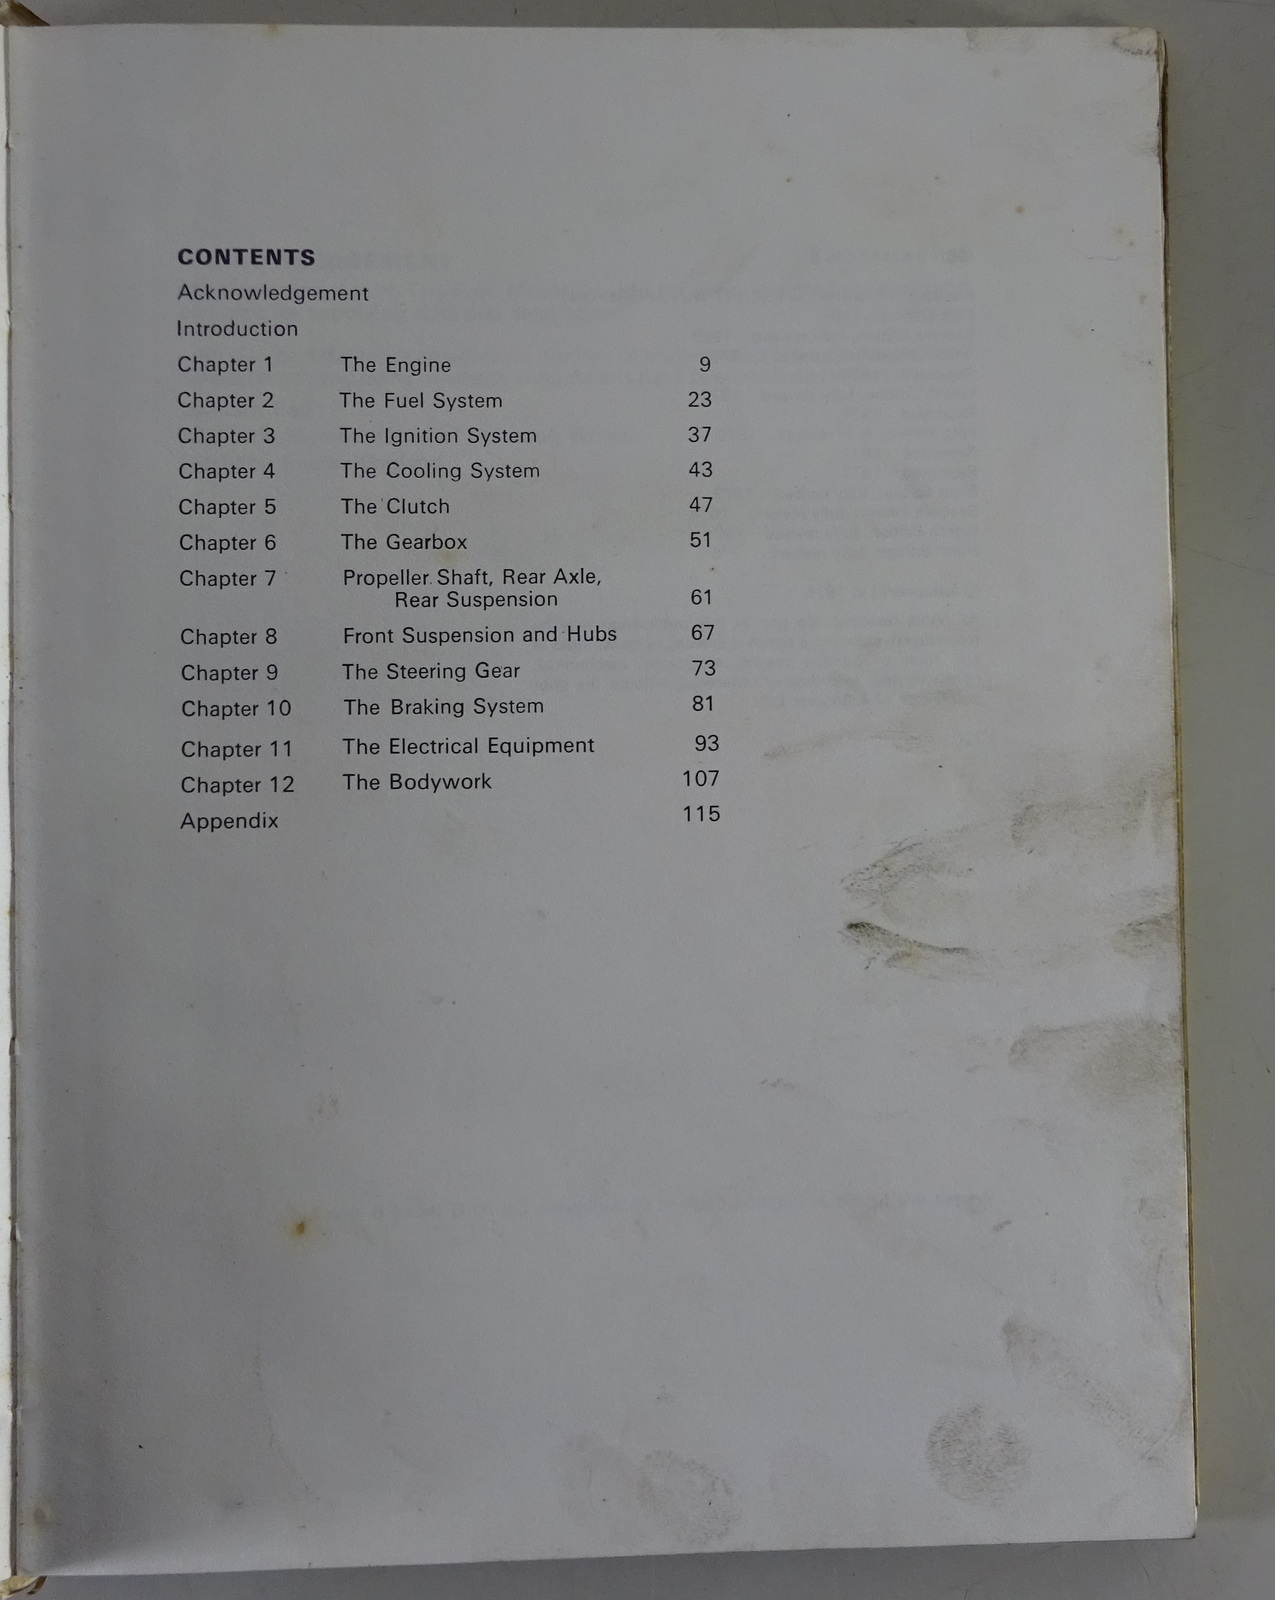 CONTENTS
Acknowledgement
Introduction
Chapter 1 The Engine 9
Chapter 2 The Fuel System 23
Chapter 3 The Ignition System 37
Chapter 4 The Cooling System 43
Chapter 5 The Clutch 47
Chapter 6 The Gearbox 51
Chapter 7 Propeller Shaft, Rear Axle,
Rear Suspension 61
Chapter 8 Front Suspension and Hubs 67
Chapter 9 The Steering Gear 73
Chapter 10 The Braking System 81
Chapter 11 The Electrical Equipment 93
Chapter 12 The Bodywork 107
Appendix 115